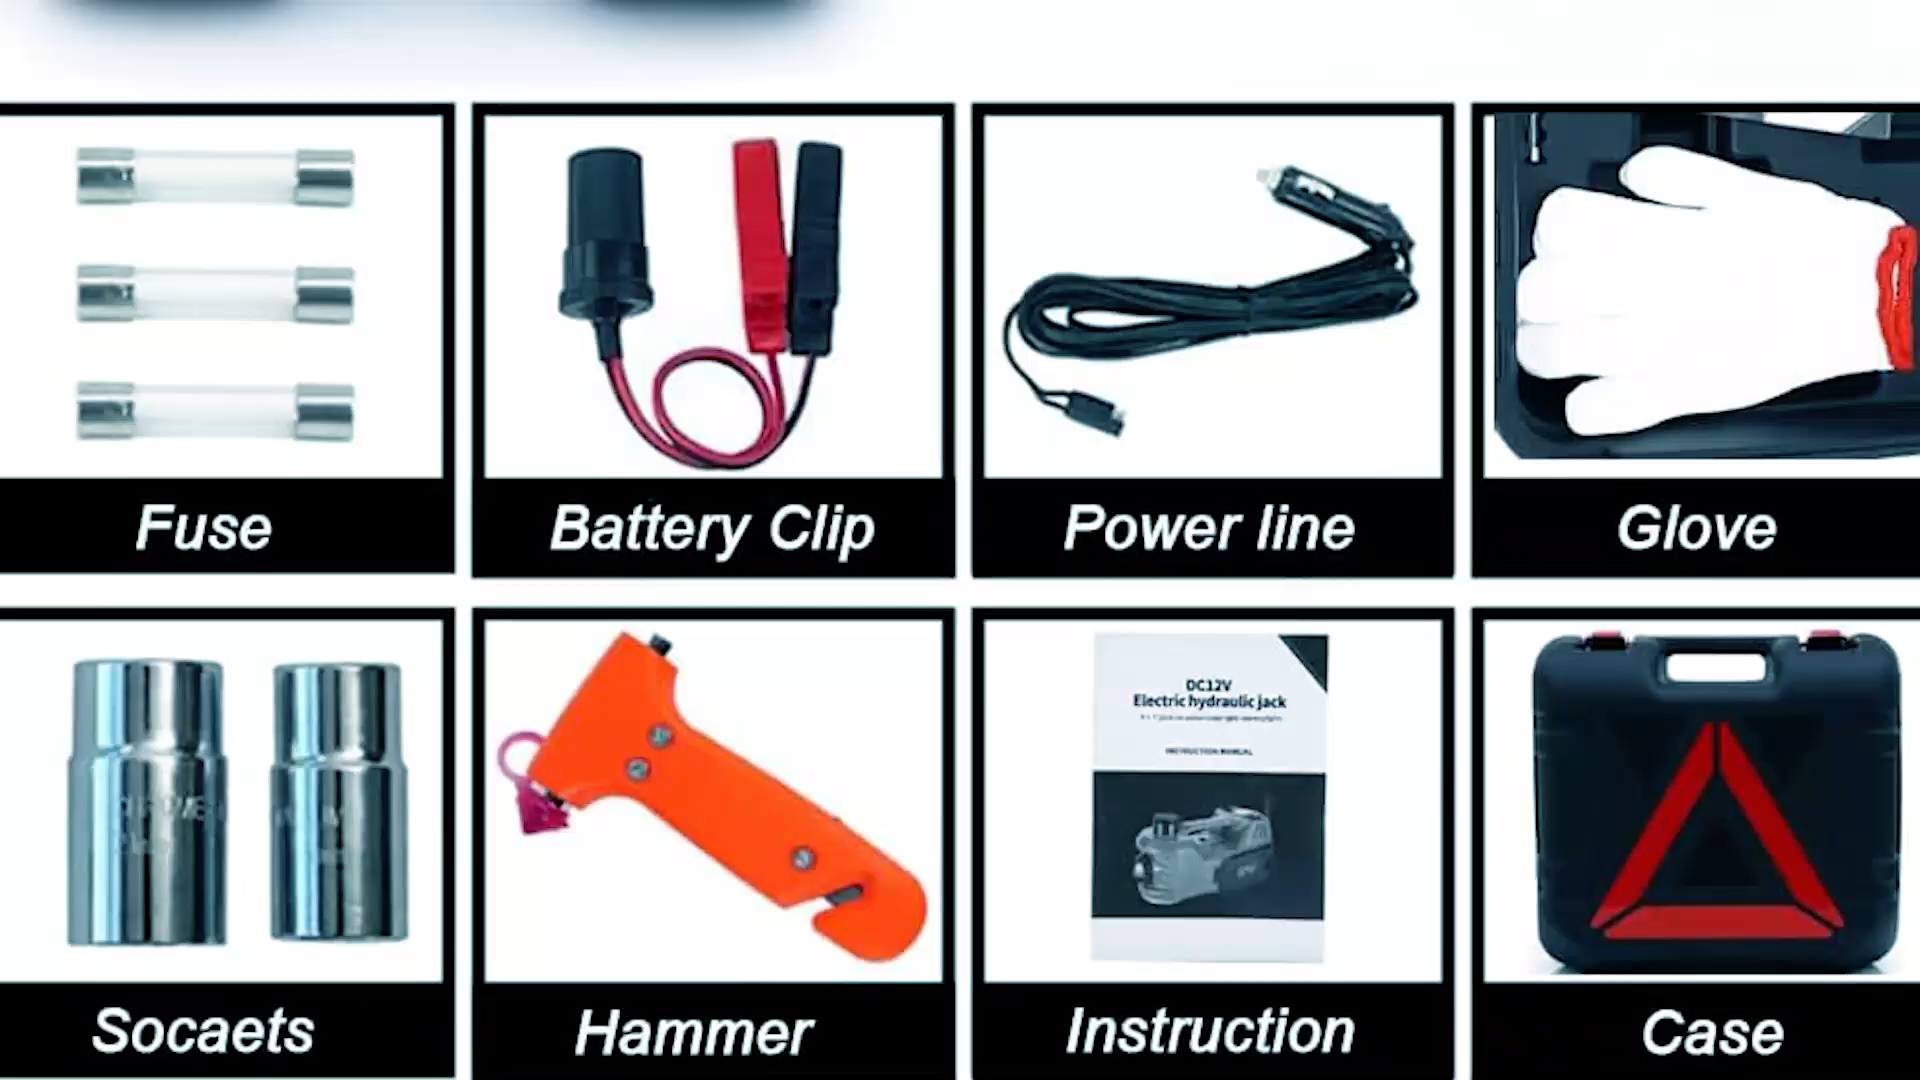 Fuse
Battery Clip
Power line
Glove
DC12V
Electric hydraulic jack
INSTRUCTION MANUAL
Socaets
Hammer
Instruction
Case